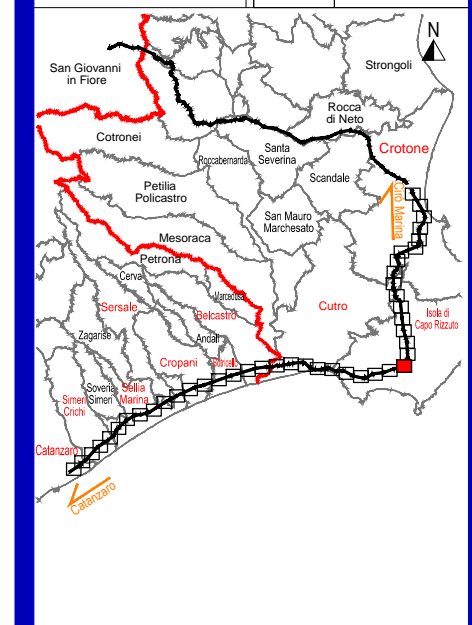 N
Strongoli
San Giovanni
in Fiore
Rocca
di Neto
Cotronei
Crotone
Santa
Severina
Roccabernarda
Scandale
Petilia
Policastro
Ciro Marina
San Mauro
Marchesato
Mesoraca
Petrona
Cerva
Marcedusa
Sersale
Belcastro
Cutro
Isola di
Capo Rizzuto
Zagarise
Andali
Cropani
Botricello
Soveria
Simeri
Sellia
Marina
Simeri
Crichi
Catanzaro
Catanzaro